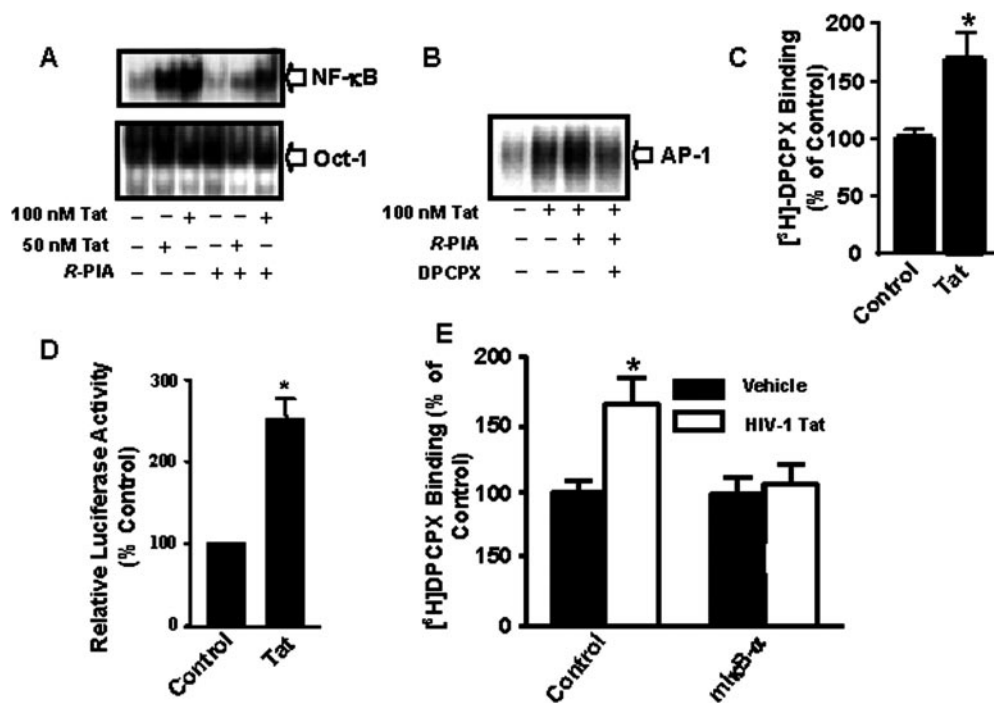 A
NF-κB
Oct-1
100 nM Tat − − + − − +
50 nM Tat − + − − + −
R-PIA − − − + + +
B
AP-1
100 nM Tat − + + +
R-PIA − − + +
DPCPX − − − +
C
[³H]-DPCPX Binding
(% of Control)
200
150
100
50
0
*
Control
Tat
D
Relative Luciferase Activity
(% Control)
300
200
100
0
*
Control
Tat
E
[⁶H]DPCPX Binding (% of
Control)
200
150
100
150
0
*
Vehicle
HIV-1 Tat
Control
mIκB-α